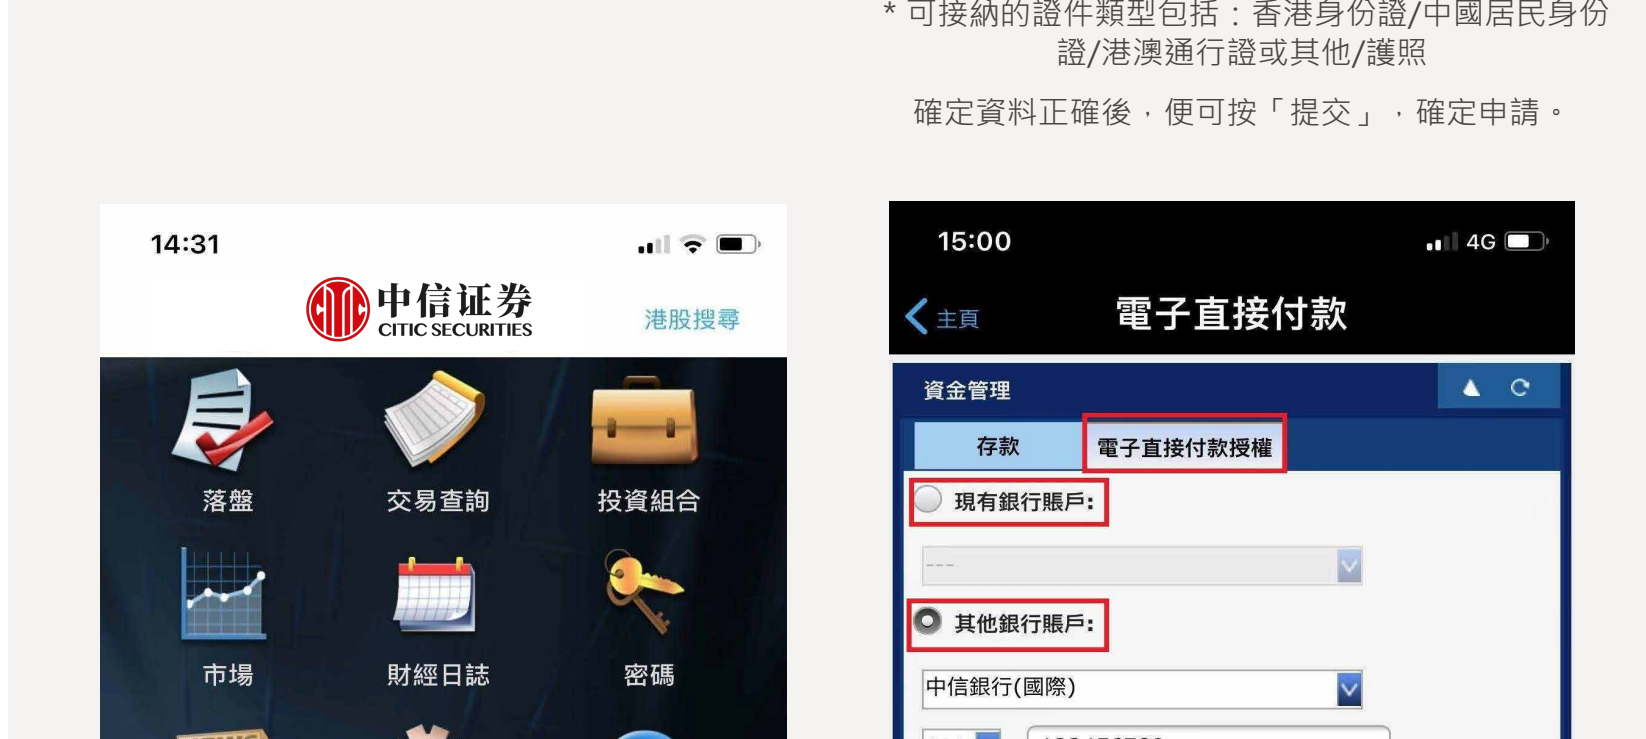 * 可接納的證件類型包括：香港身份證/中國居民身份
證/港澳通行證或其他/護照
確定資料正確後，便可按「提交」，確定申請。
14:31
中信证券
CITIC SECURITIES
港股搜尋
落盤
交易查詢
投資組合
市場
財經日誌
密碼
15:00
4G
主頁
電子直接付款
資金管理
存款
電子直接付款授權
現有銀行賬戶:
---
其他銀行賬戶:
中信銀行(國際)